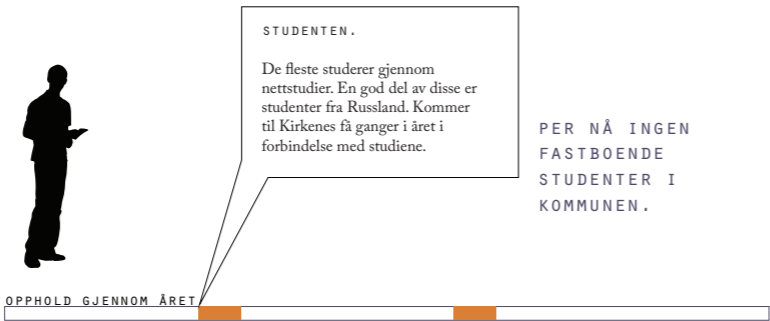 STUDENTEN.
De fleste studerer gjennom
nettstudier. En god del av disse er
studenter fra Russland. Kommer
til Kirkenes få ganger i året i
forbindelse med studiene.
PER NÅ INGEN
FASTBOENDE
STUDENTER I
KOMMUNEN.
OPPHOLD GJENNOM ÅRET